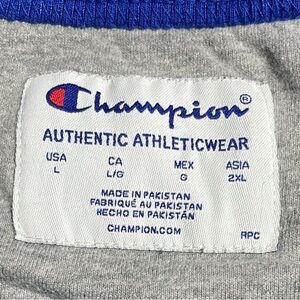 Champion®
AUTHENTIC ATHLETICWEAR
USA CA MEX ASIA
L L/G G 2XL
MADE IN PAKISTAN
FABRIQUÉ AU PAKISTAN
HECHO EN PAKISTÁN
CHAMPION.COM RPC